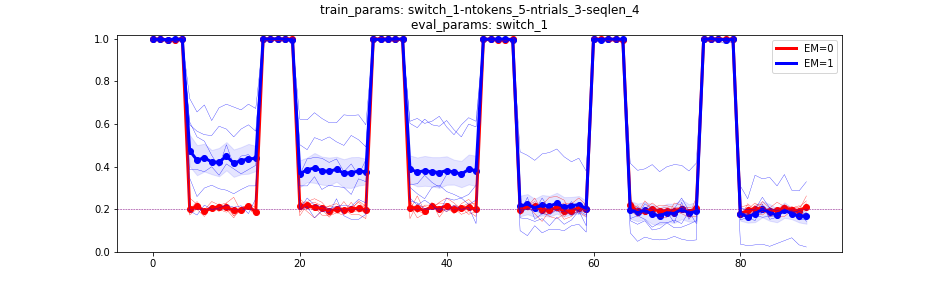 train_params: switch_1-ntokens_5-ntrials_3-seqlen_4
eval_params: switch_1
1.0
0.8
0.6
0.4
0.2
0.0
EM=0
EM=1
0 20 40 60 80